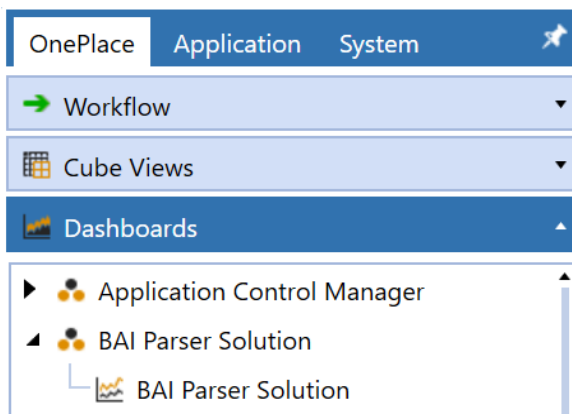 OnePlace Application System
Workflow
Cube Views
Dashboards
Application Control Manager
BAI Parser Solution
BAI Parser Solution